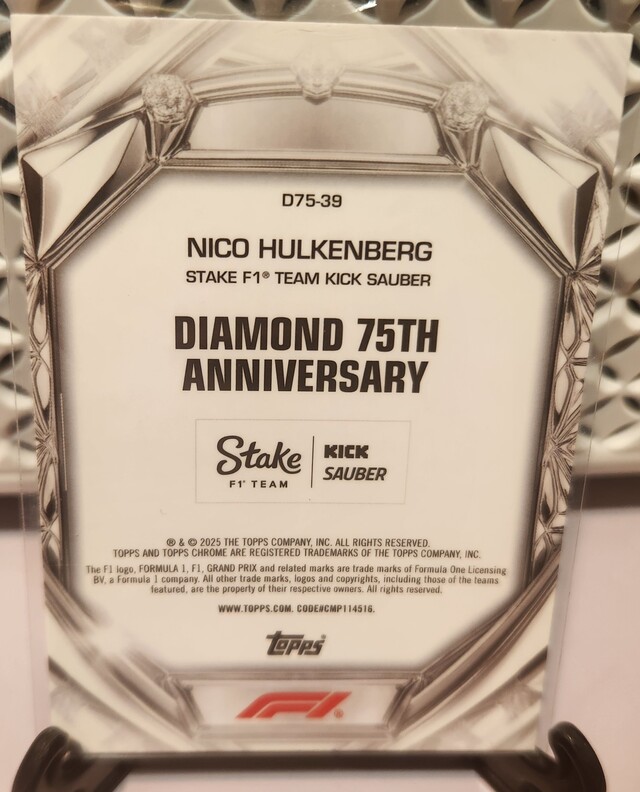 D75-39
NICO HULKENBERG
STAKE F1® TEAM KICK SAUBER
DIAMOND 75TH
ANNIVERSARY
Stake
F1® TEAM
KICK
SAUBER
® & © 2025 THE TOPPS COMPANY, INC. ALL RIGHTS RESERVED.
TOPPS AND TOPPS CHROME ARE REGISTERED TRADEMARKS OF THE TOPPS COMPANY, INC.
The F1 logo, FORMULA 1, F1, GRAND PRIX and related marks are trade marks of Formula One Licensing
BV, a Formula 1 company. All other trade marks, logos and copyrights, including those of the teams
featured, are the property of their respective owners. All rights reserved.
WWW.TOPPS.COM. CODE#CMP114516.
topps®
F1®